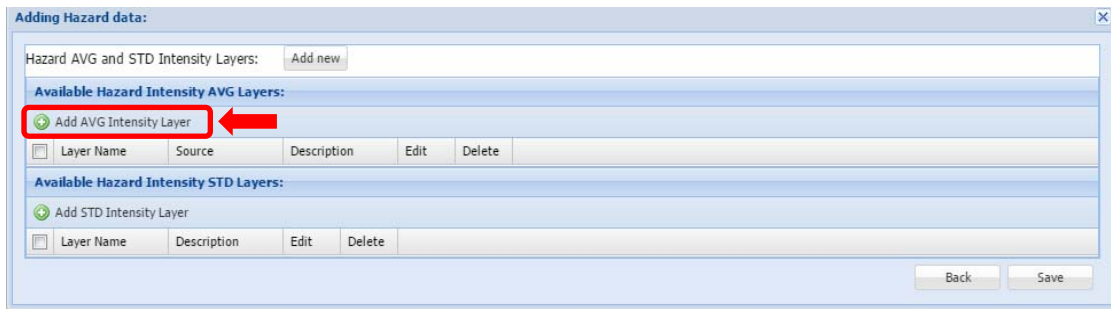 Adding Hazard data:
Hazard AVG and STD Intensity Layers: Add new
Available Hazard Intensity AVG Layers:
Add AVG Intensity Layer
Layer Name Source Description Edit Delete
Available Hazard Intensity STD Layers:
Add STD Intensity Layer
Layer Name Description Edit Delete
Back Save